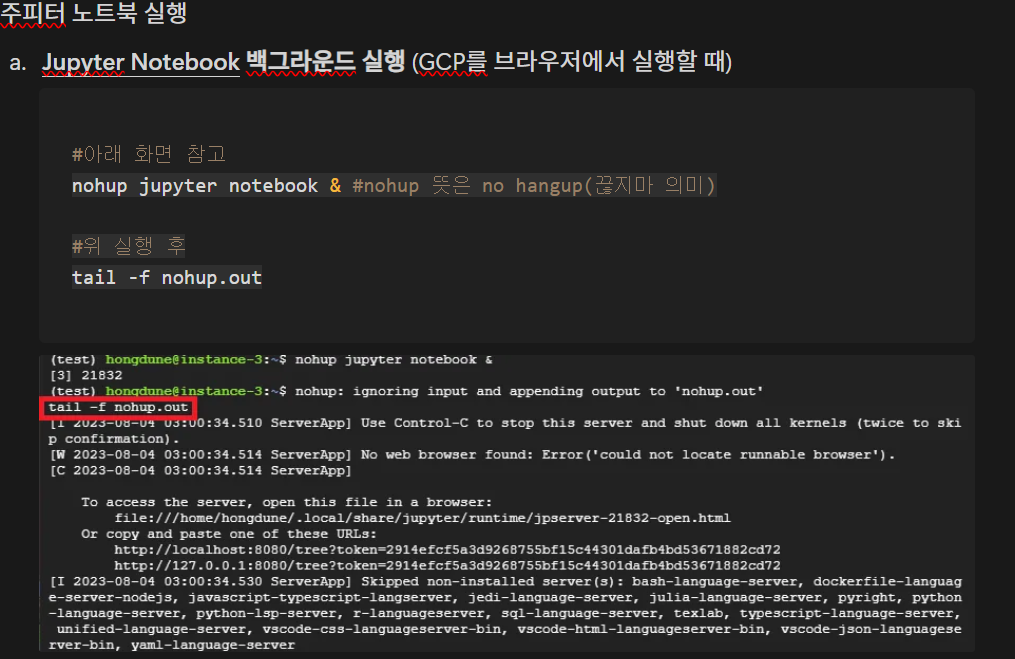 주피터 노트북 실행
a. Jupyter Notebook 백그라운드 실행 (GCP를 브라우저에서 실행할 때)
#아래 화면 참고
nohup jupyter notebook & #nohup 뜻은 no hangup(끊지마 의미)
#위 실행 후
tail -f nohup.out
(test) hongdune@instance-3:~$ nohup jupyter notebook &
[3] 21832
(test) hongdune@instance-3:~$ nohup: ignoring input and appending output to 'nohup.out'
tail -f nohup.out
[I 2023-08-04 03:00:34.510 ServerApp] Use Control-C to stop this server and shut down all kernels (twice to ski
p confirmation).
[W 2023-08-04 03:00:34.514 ServerApp] No web browser found: Error('could not locate runnable browser').
[C 2023-08-04 03:00:34.514 ServerApp]
To access the server, open this file in a browser:
file:///home/hongdune/.local/share/jupyter/runtime/jpserver-21832-open.html
Or copy and paste one of these URLs:
http://localhost:8080/tree?token=2914efcf5a3d9268755bf15c44301dafb4bd53671882cd72
http://127.0.0.1:8080/tree?token=2914efcf5a3d9268755bf15c44301dafb4bd53671882cd72
[I 2023-08-04 03:00:34.530 ServerApp] Skipped non-installed server(s): bash-language-server, dockerfile-languag
e-server-nodejs, javascript-typescript-langserver, jedi-language-server, julia-language-server, pyright, python
-language-server, python-lsp-server, r-languageserver, sql-language-server, texlab, typescript-language-server,
unified-language-server, vscode-css-languageserver-bin, vscode-html-languageserver-bin, vscode-json-languagese
rver-bin, yaml-language-server